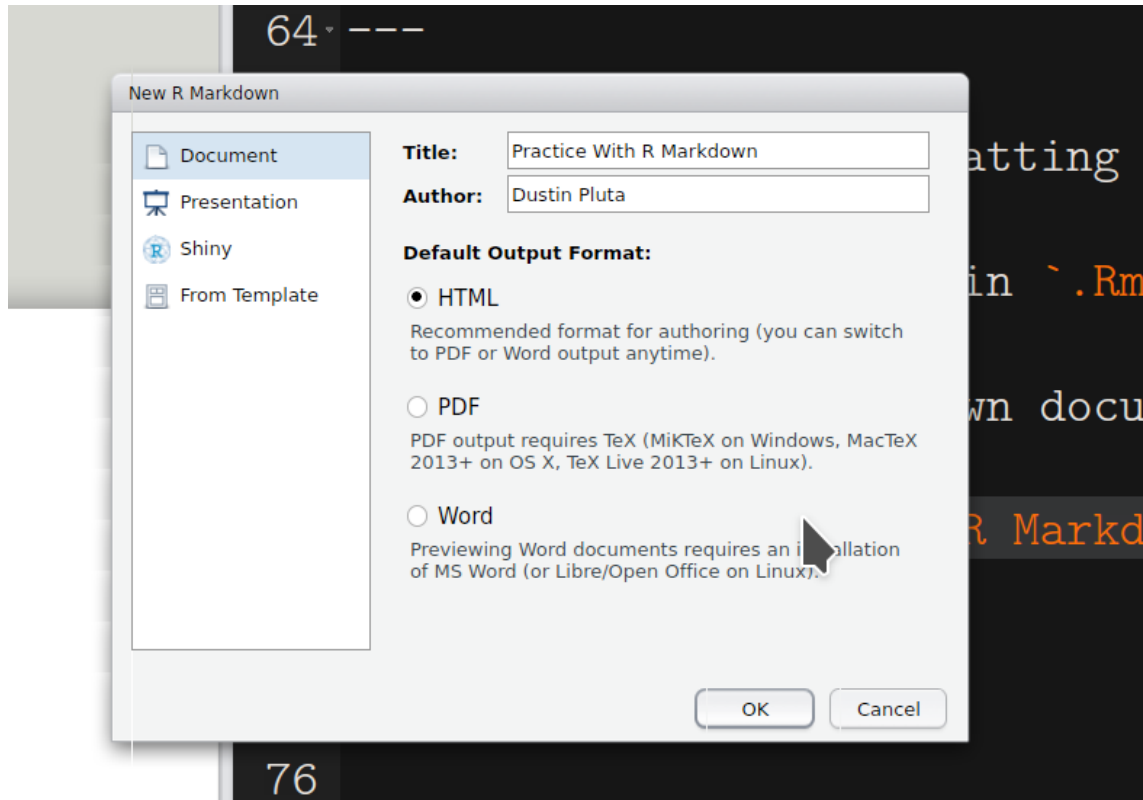 64 ---
New R Markdown
Document
Presentation
Shiny
From Template
Title: Practice With R Markdown
Author: Dustin Pluta
Default Output Format:
HTML
Recommended format for authoring (you can switch
to PDF or Word output anytime).
PDF
PDF output requires TeX (MiKTeX on Windows, MacTeX
2013+ on OS X, TeX Live 2013+ on Linux).
Word
Previewing Word documents requires an
of MS Word (or Libre/Open Office on Linux).
OK
Cancel
atting
in `.Rm
wn docu
R Markd
76